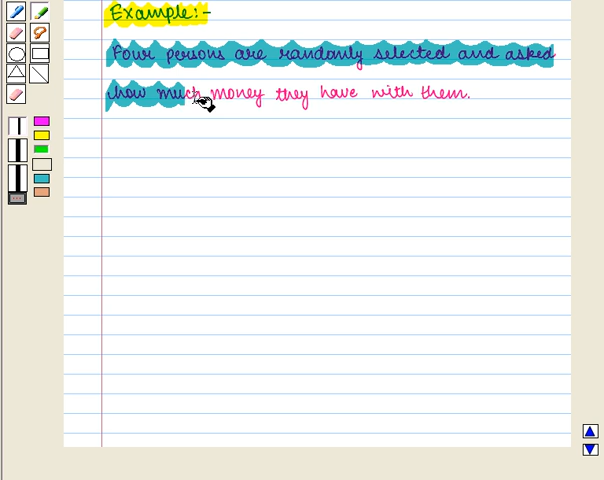 Example:-
Four persons are randomly selected and asked
how much money they have with them.